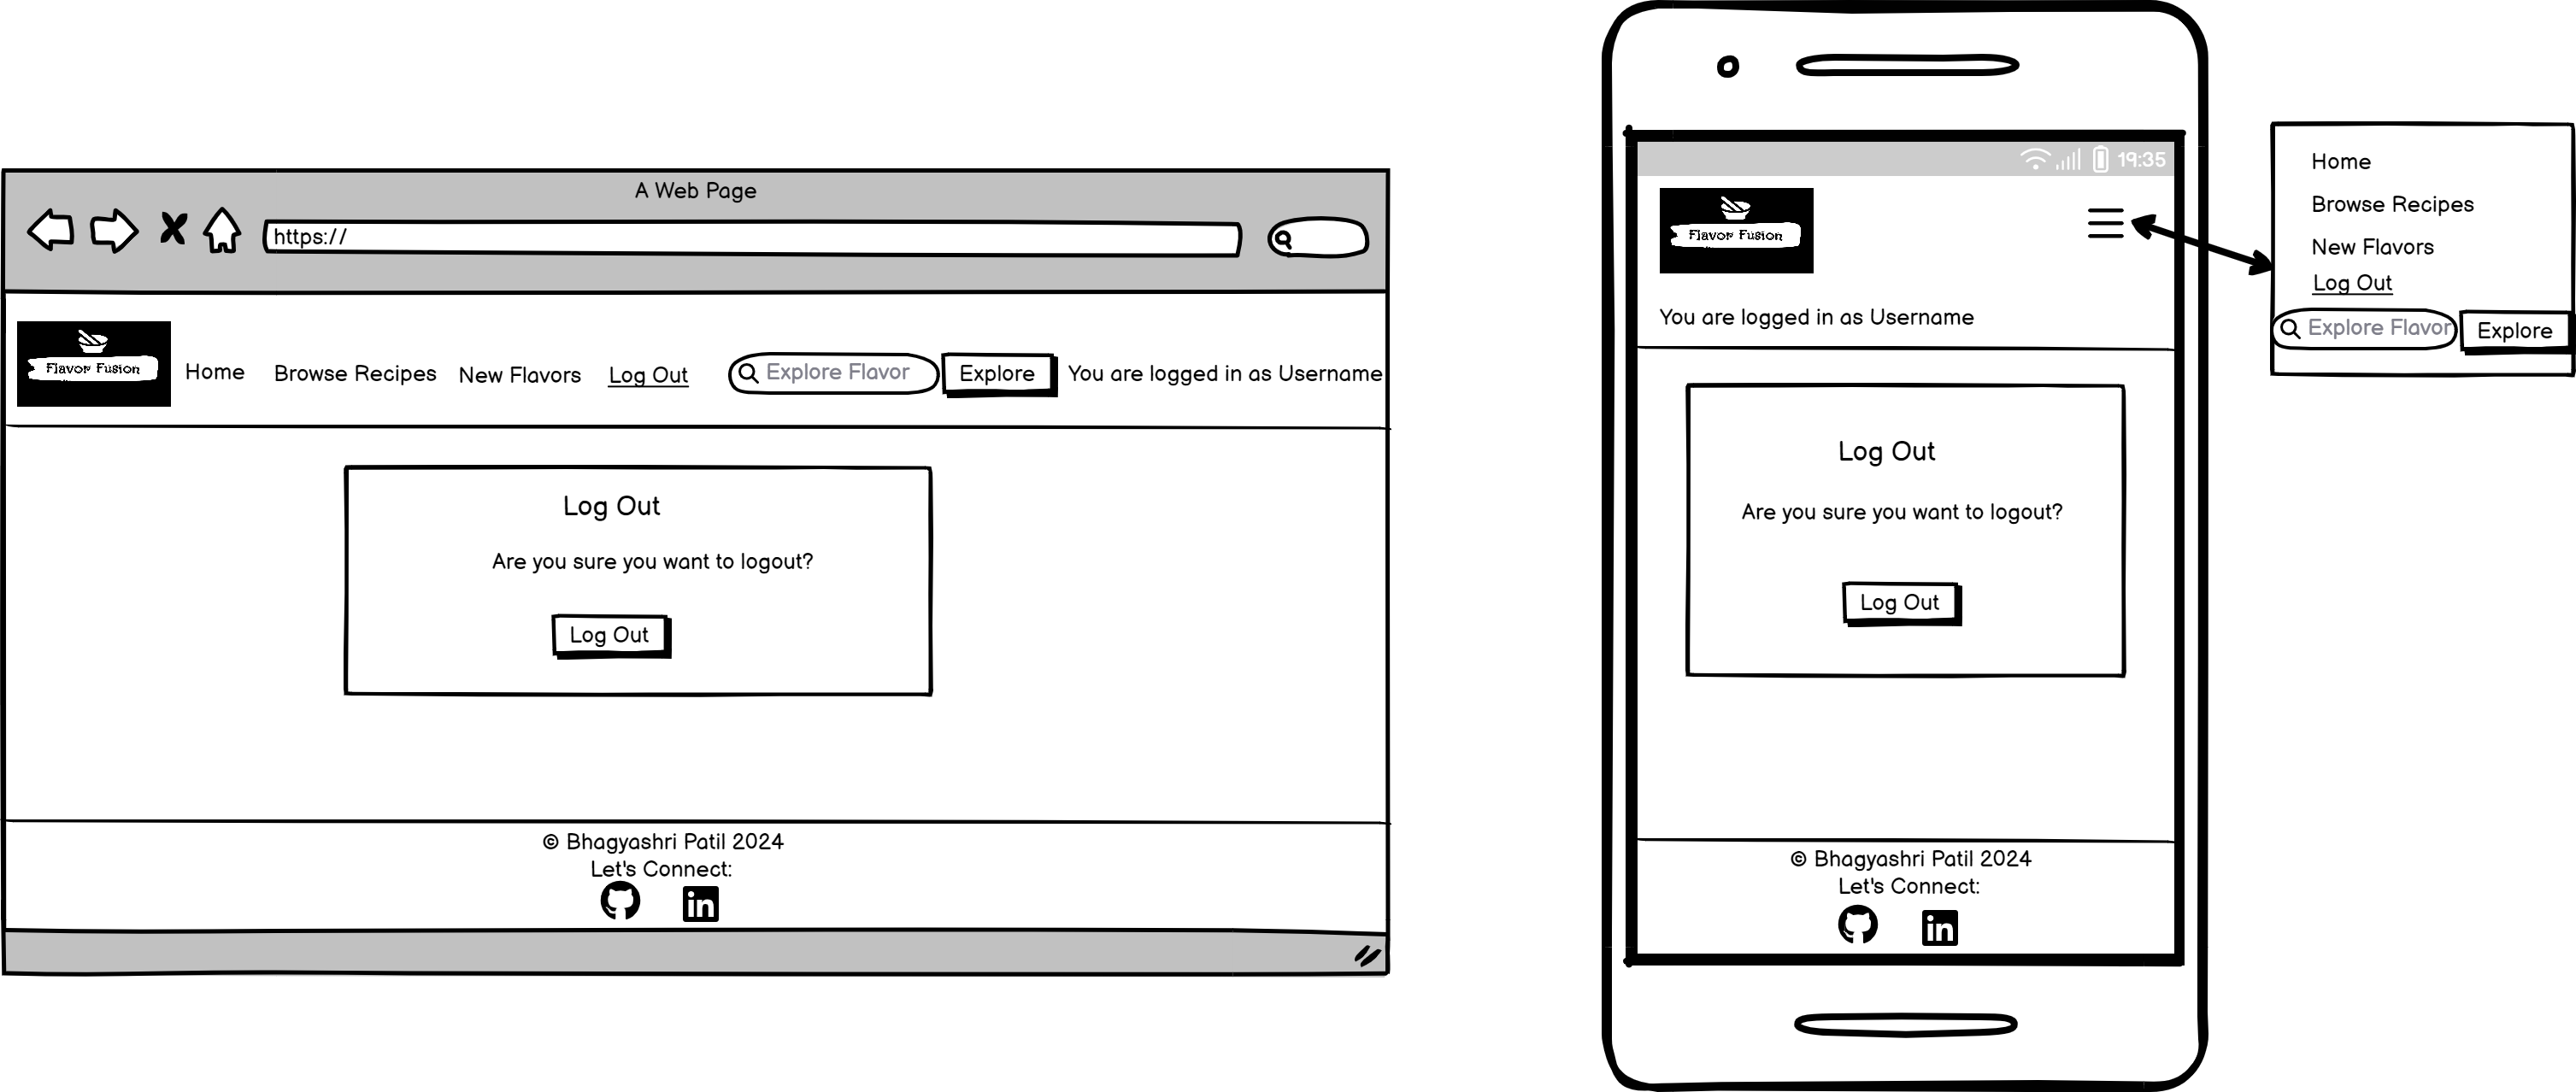 A Web Page
https://
Flavor Fusion
Home Browse Recipes New Flavors Log Out Explore Flavor Explore You are logged in as Username
Log Out
Are you sure you want to logout?
Log Out
© Bhagyashri Patil 2024
Let's Connect:
in
19:35
Flavor Fusion
You are logged in as Username
Log Out
Are you sure you want to logout?
Log Out
© Bhagyashri Patil 2024
Let's Connect:
in
Home
Browse Recipes
New Flavors
Log Out
Explore Flavor Explore